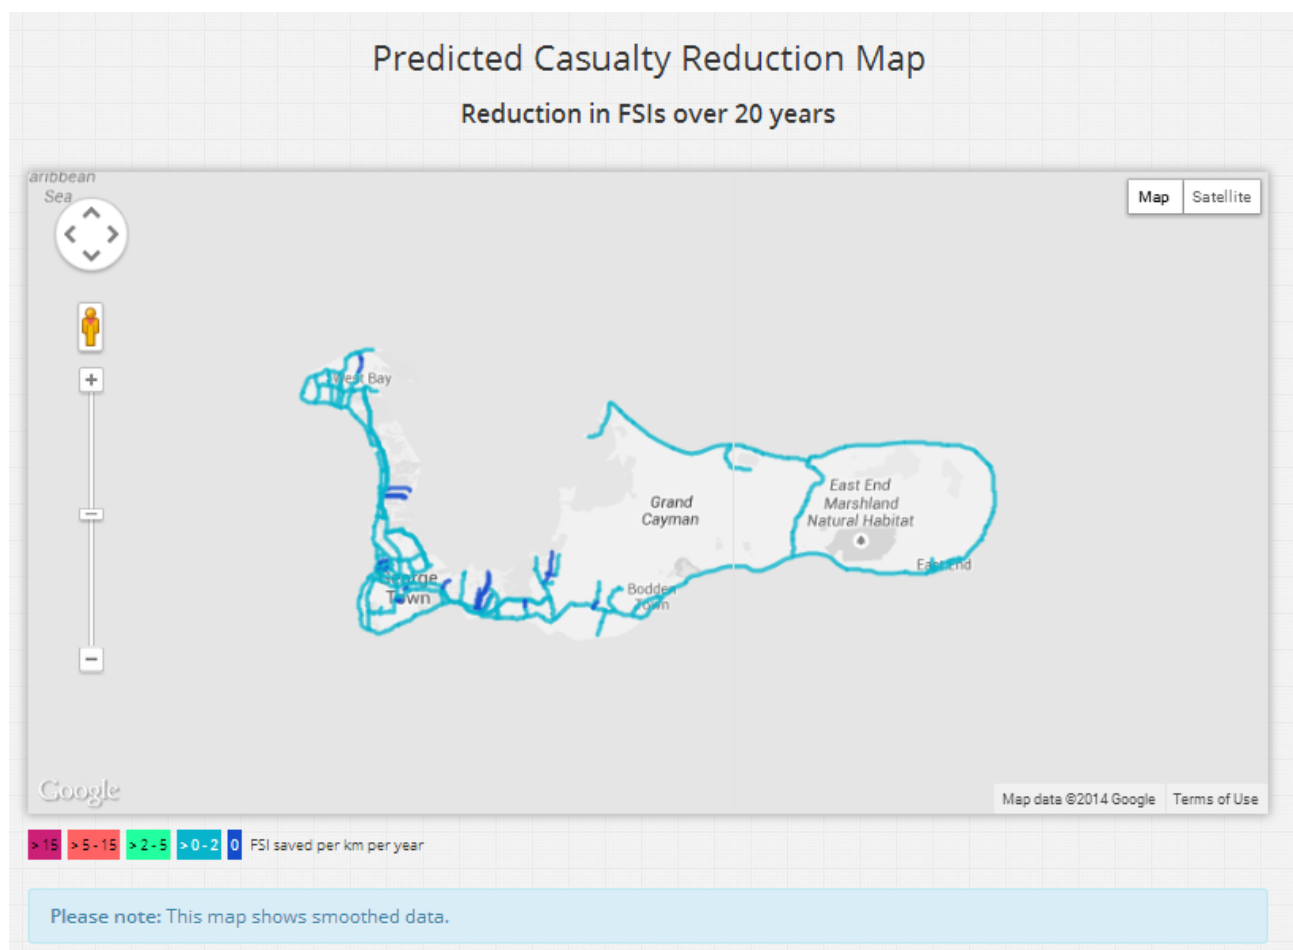 Predicted Casualty Reduction Map
Reduction in FSIs over 20 years
aribbean
Sea
Map Satellite
West Bay
East End
Marshland
Natural Habitat
Grand
Cayman
East End
George
Town
Bodden
Town
Google
Map data ©2014 Google Terms of Use
> 15 > 5 - 15 > 2 - 5 > 0 - 2 0 FSI saved per km per year
Please note: This map shows smoothed data.